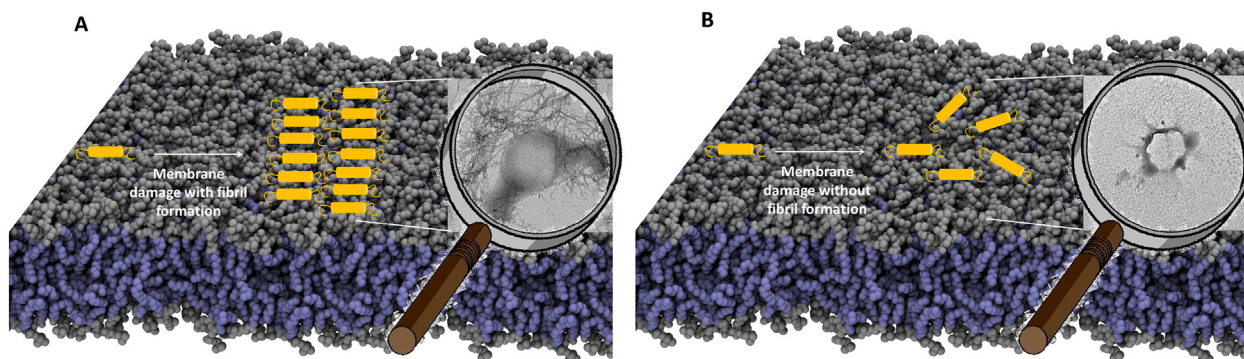 A
Membrane
damage with fibril
formation
B
Membrane
damage without
fibril formation